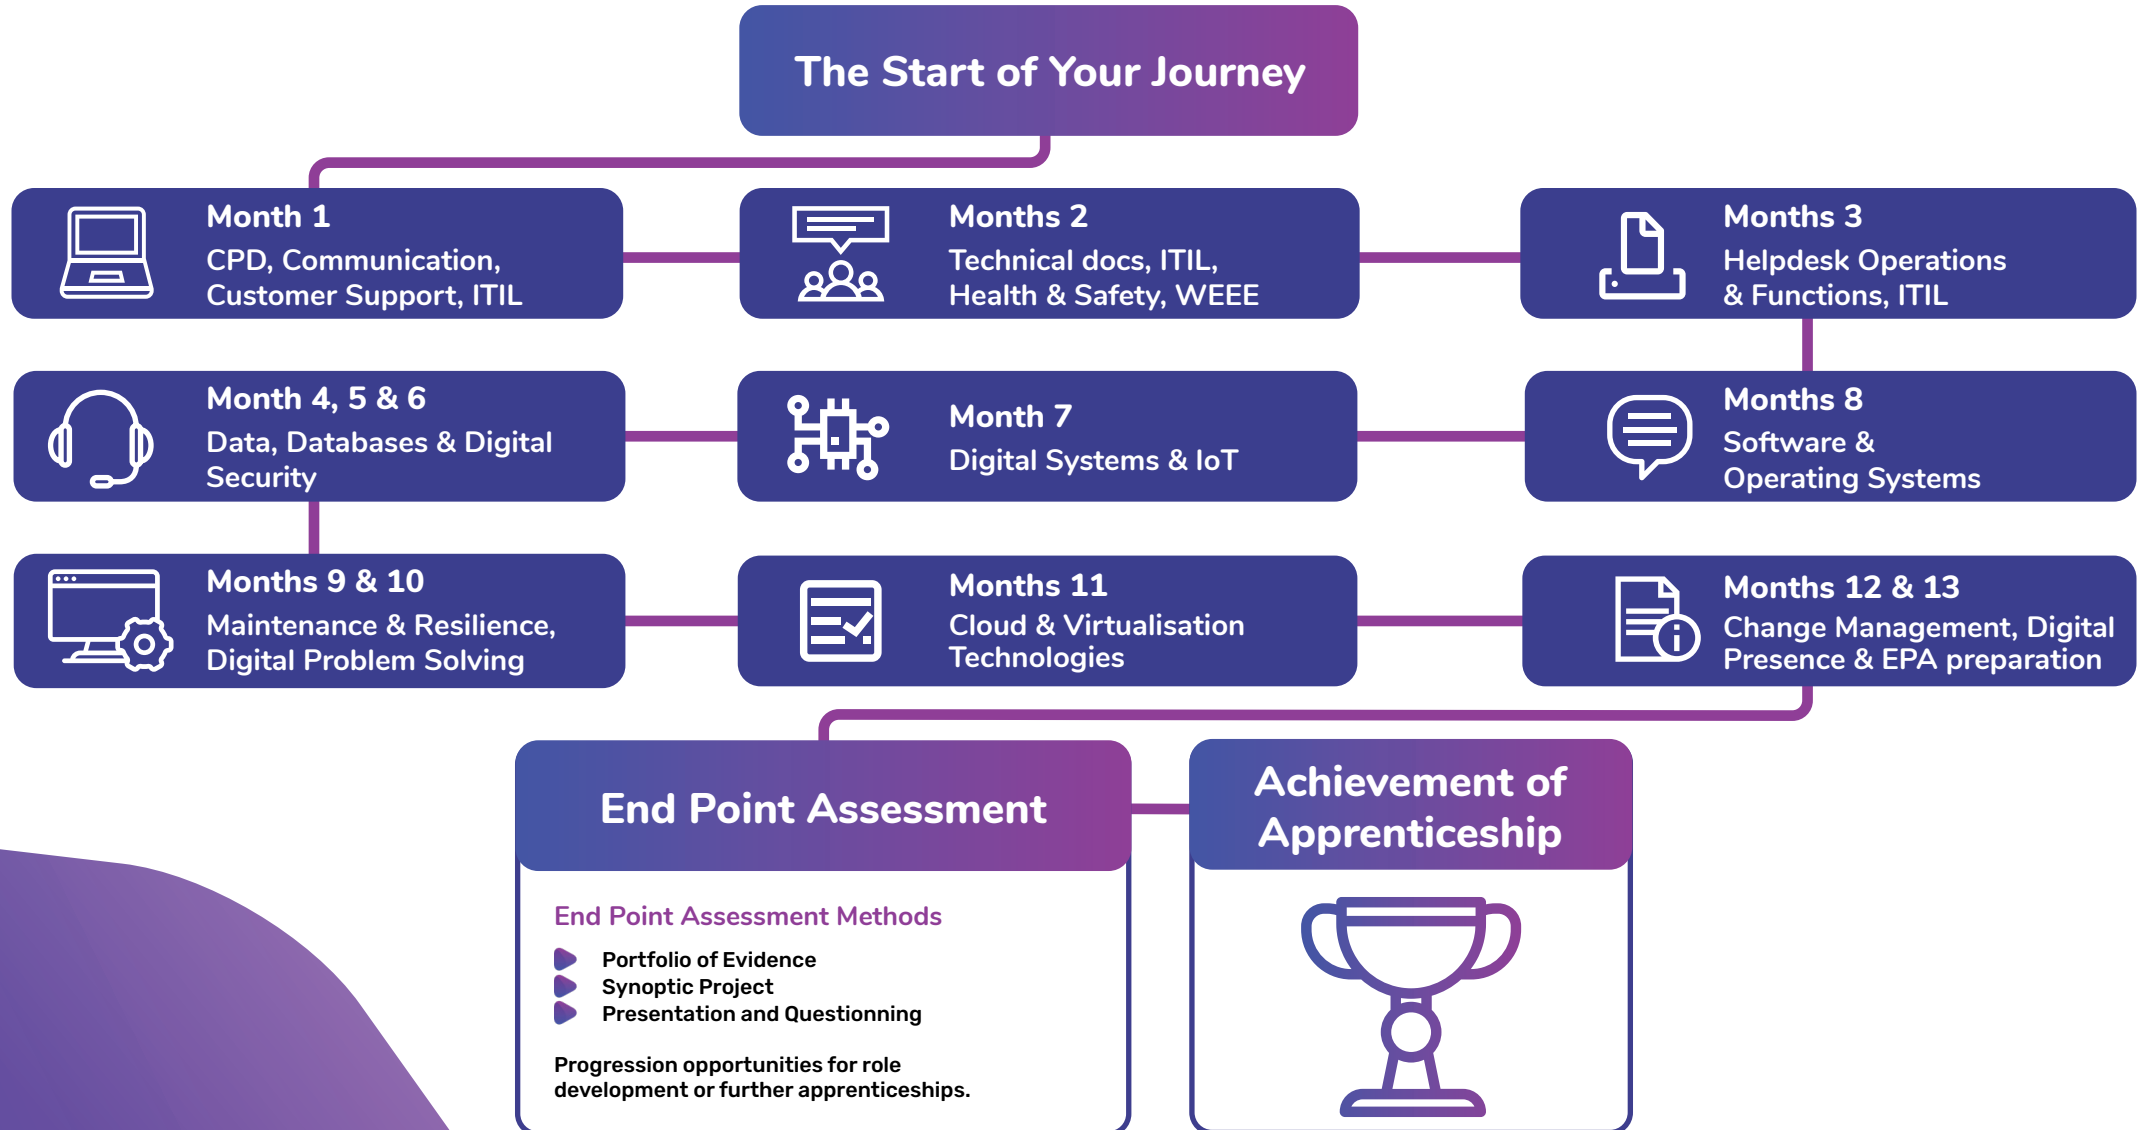 The Start of Your Journey
Month 1
CPD, Communication,
Customer Support, ITIL
Months 2
Technical docs, ITIL,
Health & Safety, WEEE
Months 3
Helpdesk Operations
& Functions, ITIL
Month 4, 5 & 6
Data, Databases & Digital
Security
Month 7
Digital Systems & IoT
Months 8
Software &
Operating Systems
Months 9 & 10
Maintenance & Resilience,
Digital Problem Solving
Months 11
Cloud & Virtualisation
Technologies
Months 12 & 13
Change Management, Digital
Presence & EPA preparation
End Point Assessment
End Point Assessment Methods
Portfolio of Evidence
Synoptic Project
Presentation and Questionning
Progression opportunities for role
development or further apprenticeships.
Achievement of
Apprenticeship